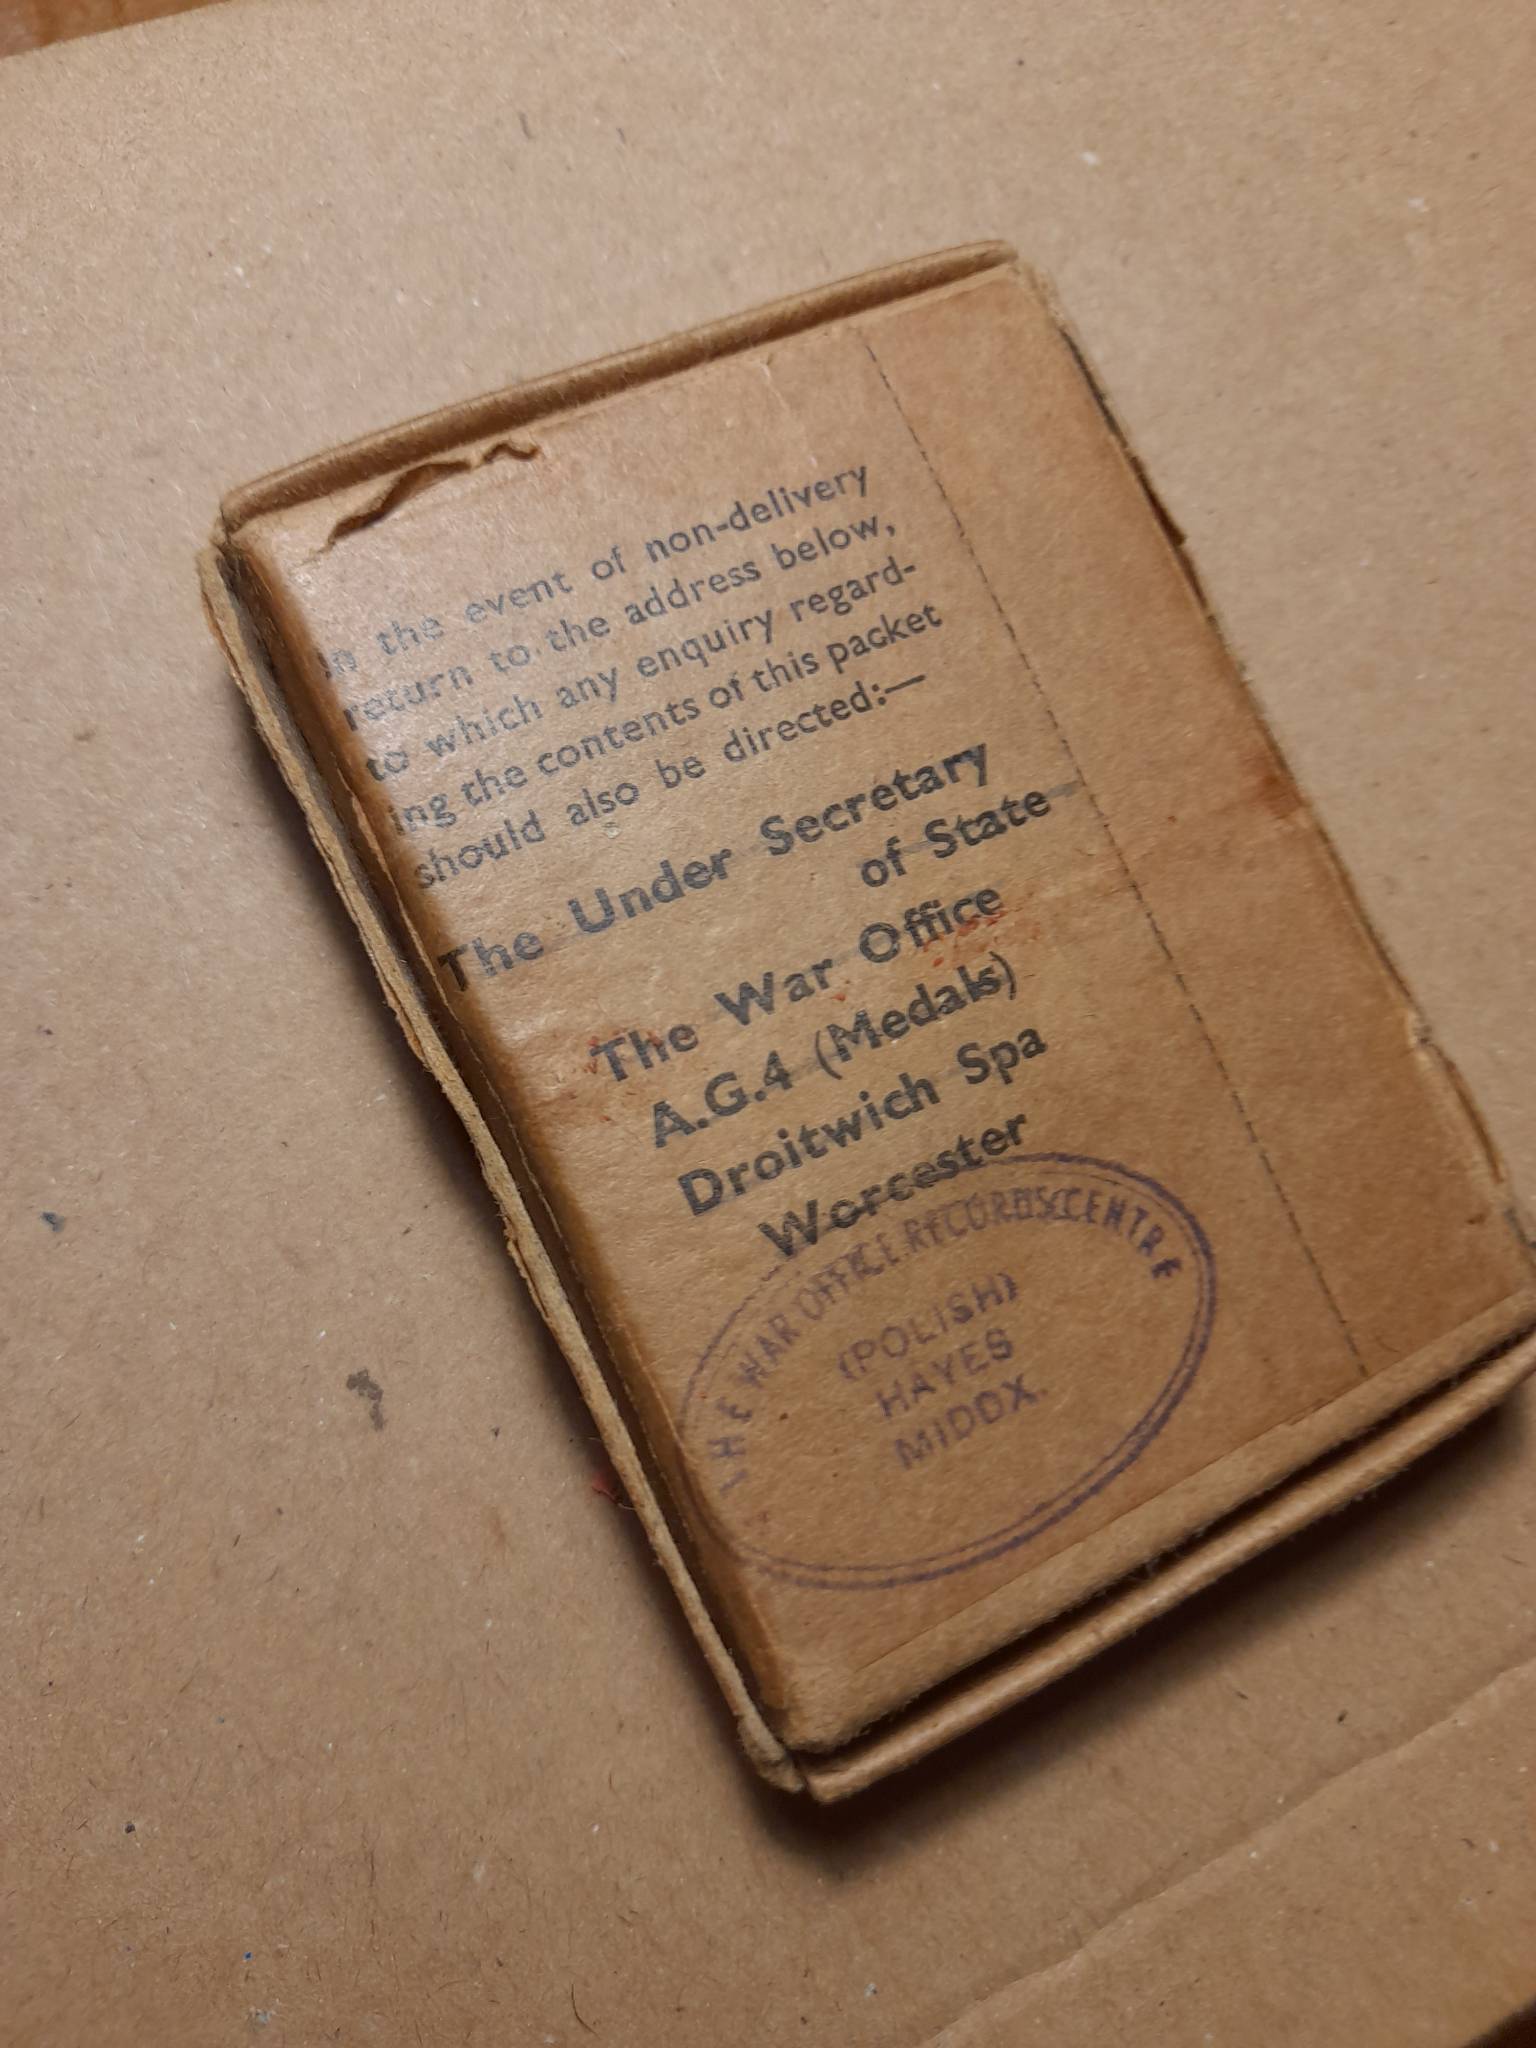 In the event of non-delivery
return to the address below,
to which any enquiry regard-
ing the contents of this packet
should also be directed:—
The Under Secretary
of State
The War Office
A.G.4 (Medals)
Droitwich Spa
Worcester
THE WAR OFFICE RECORDS CENTRE
(POLISH)
HAYES
MIDDX.